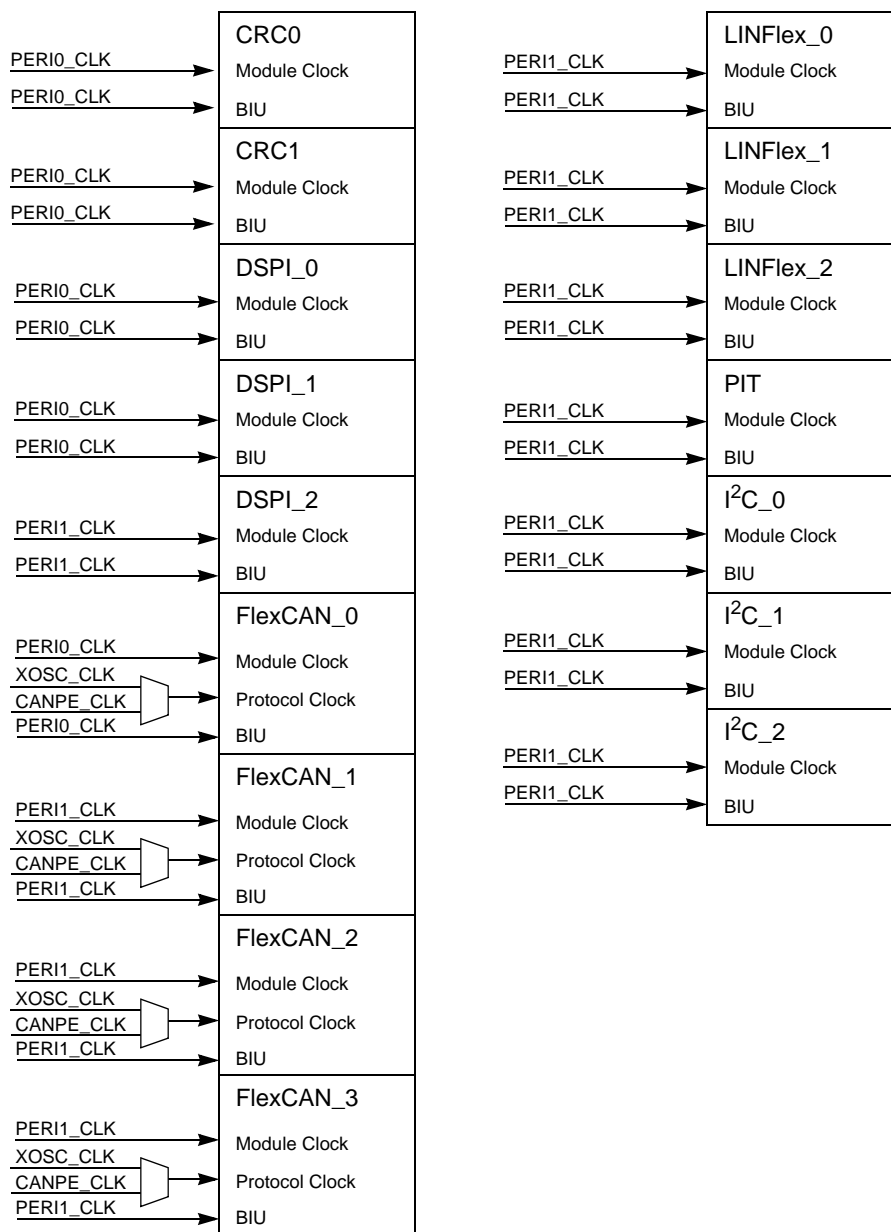 CRC0
PERI0_CLK
Module Clock
PERI0_CLK
BIU
CRC1
PERI0_CLK
Module Clock
PERI0_CLK
BIU
DSPI_0
PERI0_CLK
Module Clock
PERI0_CLK
BIU
DSPI_1
PERI0_CLK
Module Clock
PERI0_CLK
BIU
DSPI_2
PERI1_CLK
Module Clock
PERI1_CLK
BIU
FlexCAN_0
PERI0_CLK
Module Clock
XOSC_CLK
CANPE_CLK
Protocol Clock
PERI0_CLK
BIU
FlexCAN_1
PERI1_CLK
Module Clock
XOSC_CLK
CANPE_CLK
Protocol Clock
PERI1_CLK
BIU
FlexCAN_2
PERI1_CLK
Module Clock
XOSC_CLK
CANPE_CLK
Protocol Clock
PERI1_CLK
BIU
FlexCAN_3
PERI1_CLK
Module Clock
XOSC_CLK
CANPE_CLK
Protocol Clock
PERI1_CLK
BIU
LINFlex_0
PERI1_CLK
Module Clock
PERI1_CLK
BIU
LINFlex_1
PERI1_CLK
Module Clock
PERI1_CLK
BIU
LINFlex_2
PERI1_CLK
Module Clock
PERI1_CLK
BIU
PIT
PERI1_CLK
Module Clock
PERI1_CLK
BIU
I²C_0
PERI1_CLK
Module Clock
PERI1_CLK
BIU
I²C_1
PERI1_CLK
Module Clock
PERI1_CLK
BIU
I²C_2
PERI1_CLK
Module Clock
PERI1_CLK
BIU